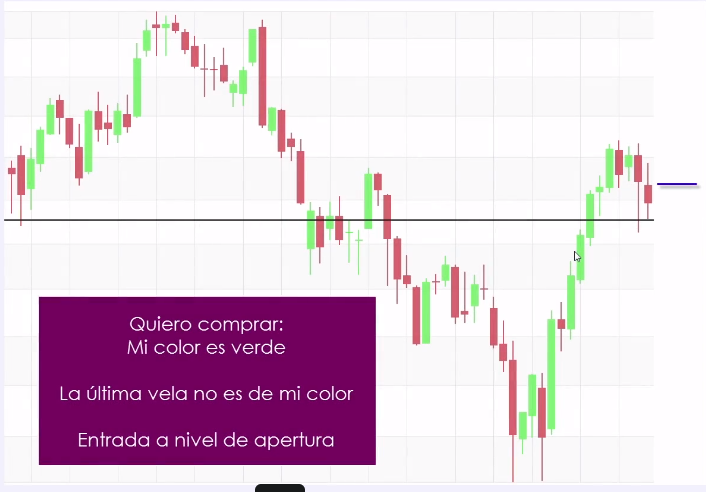 Quiero comprar:
Mi color es verde
La última vela no es de mi color
Entrada a nivel de apertura